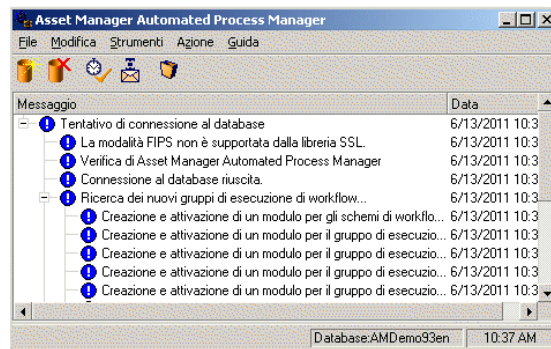 Asset Manager Automated Process Manager
File Modifica Strumenti Azione Guida
Messaggio Data
Tentativo di connessione al database 6/13/2011 10:3
La modalità FIPS non è supportata dalla libreria SSL. 6/13/2011 10:3
Verifica di Asset Manager Automated Process Manager 6/13/2011 10:3
Connessione al database riuscita. 6/13/2011 10:3
Ricerca dei nuovi gruppi di esecuzione di workflow... 6/13/2011 10:3
Creazione e attivazione di un modulo per gli schemi di workflo... 6/13/2011 10:3
Creazione e attivazione di un modulo per il gruppo di esecuzio... 6/13/2011 10:3
Creazione e attivazione di un modulo per il gruppo di esecuzio... 6/13/2011 10:3
Creazione e attivazione di un modulo per il gruppo di esecuzio... 6/13/2011 10:3
Creazione e attivazione di un modulo per il gruppo di esecuzio... 6/13/2011 10:3
Database:AMDemo93en 10:37 AM